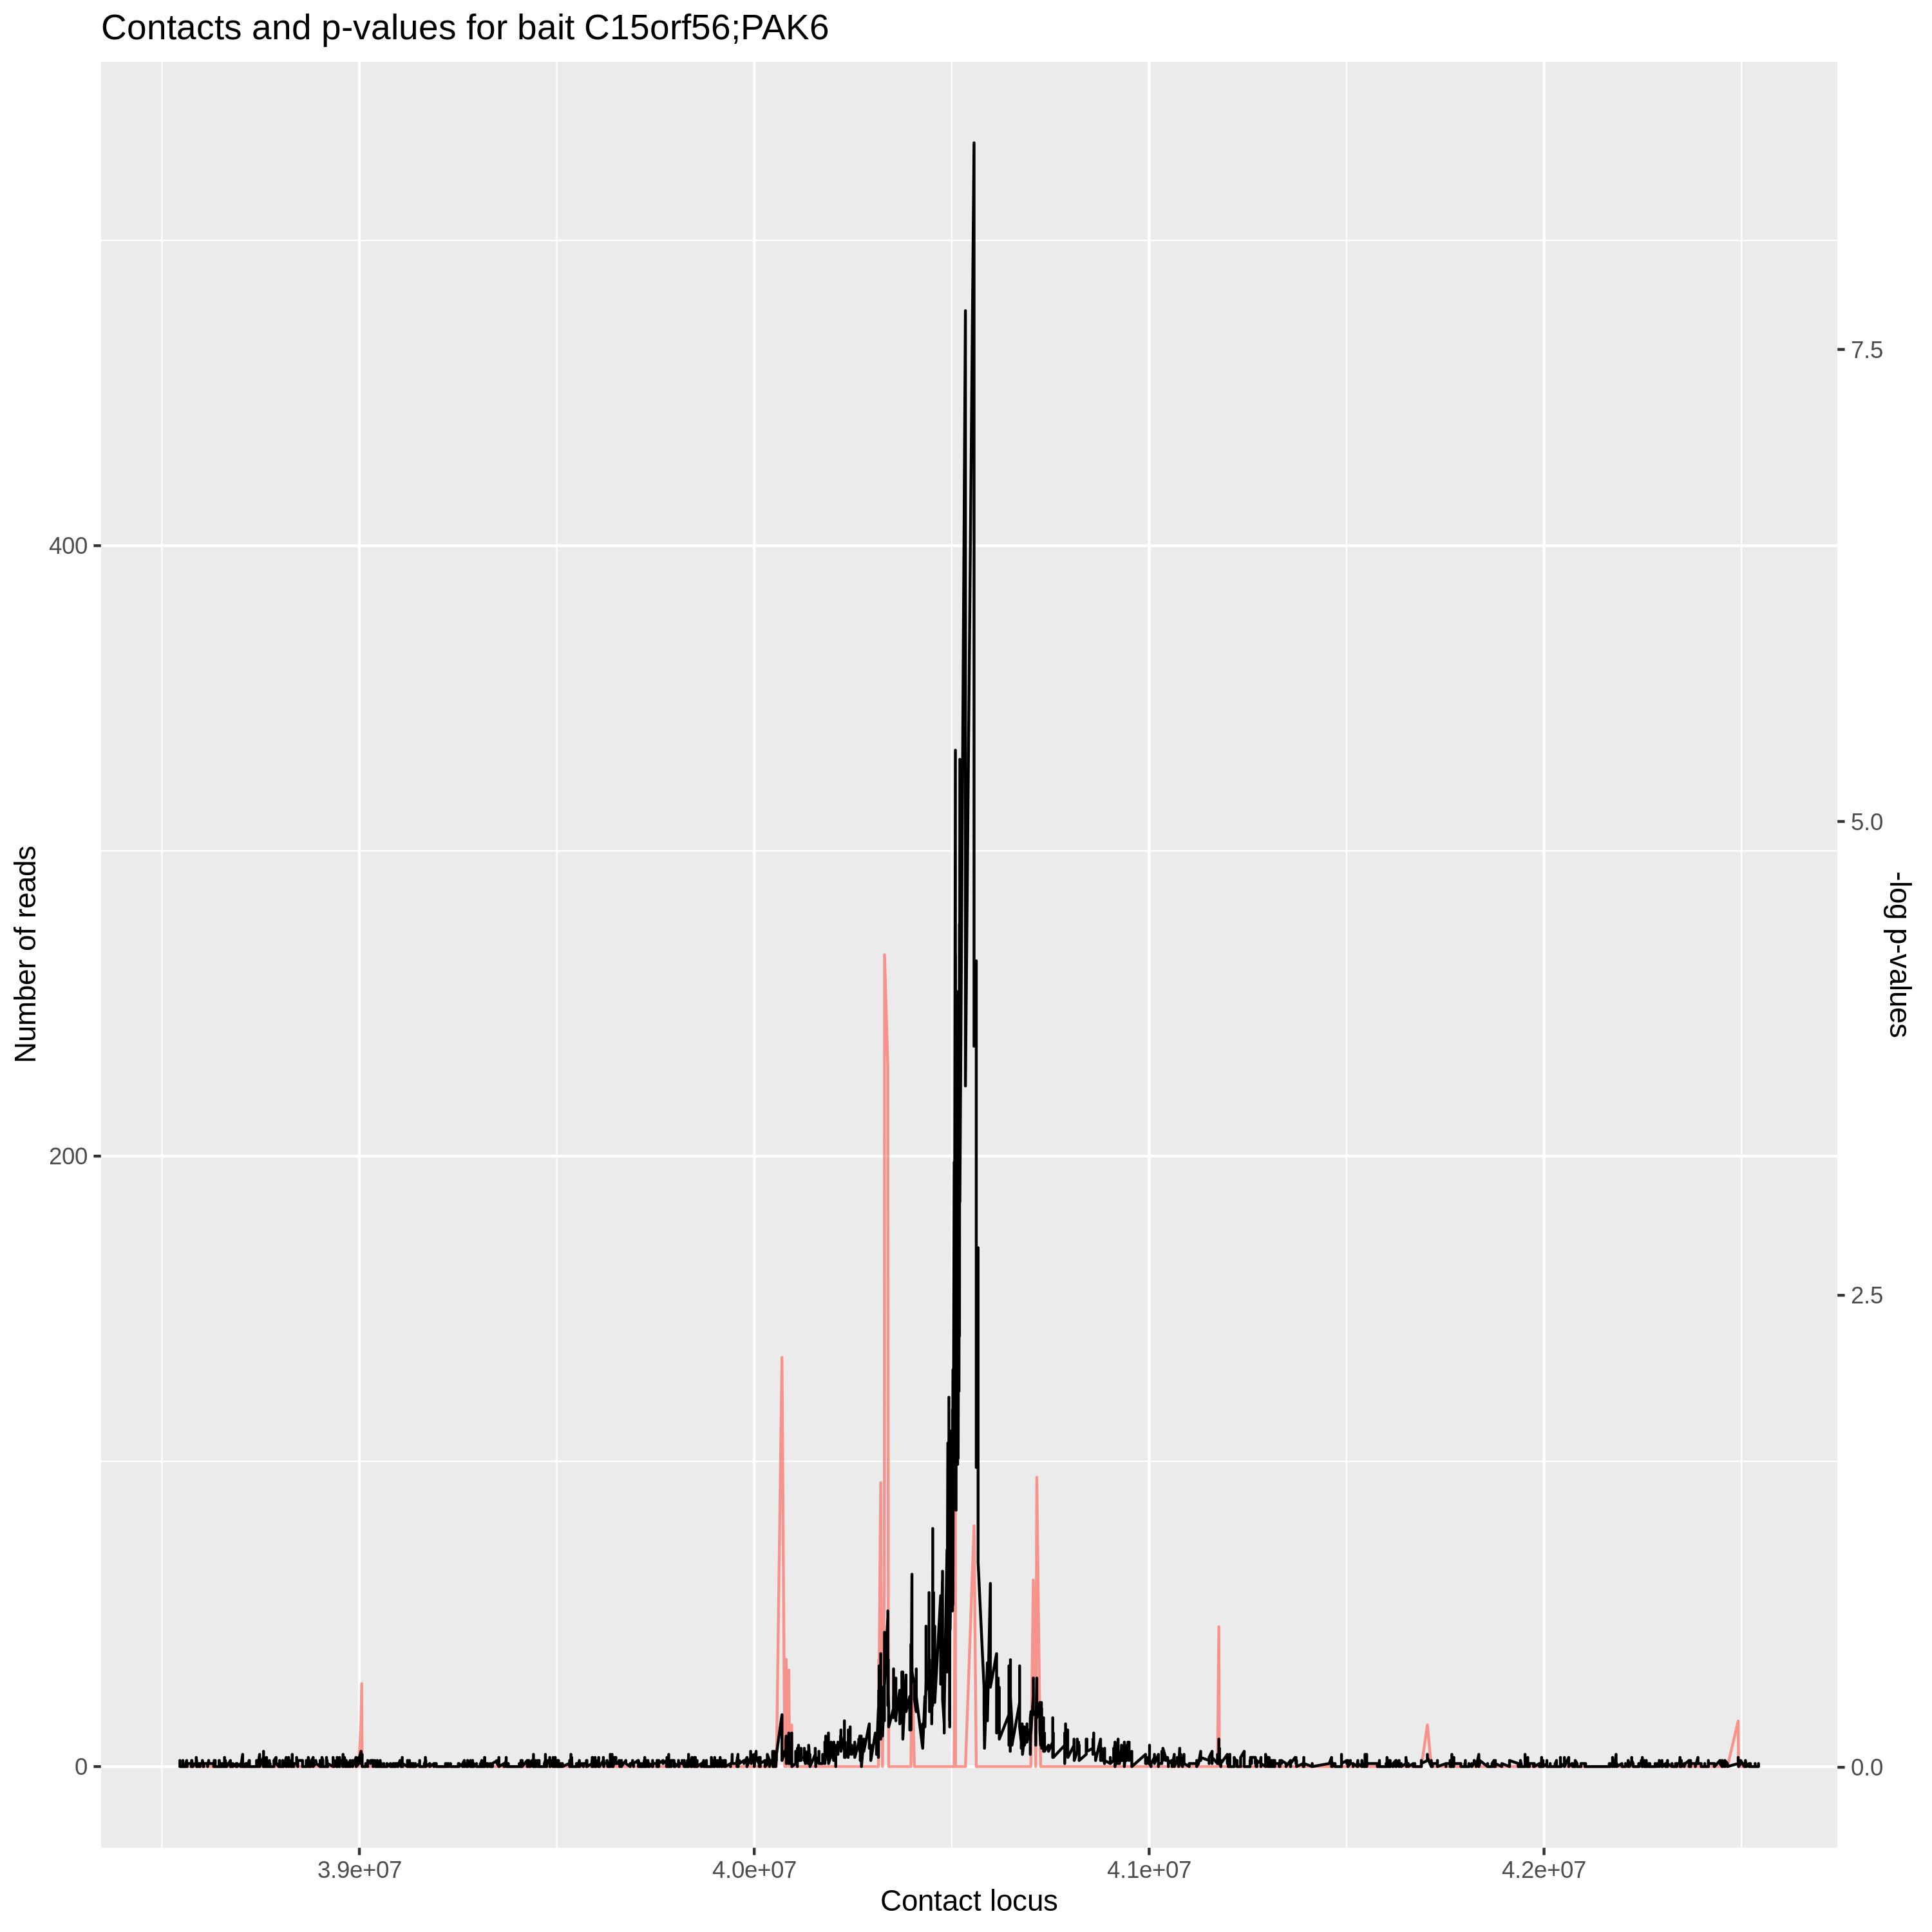 Contacts and p-values for bait C15orf56;PAK6
Number of reads
400
200
0
7.5
5.0
2.5
0.0
-log p-values
3.9e+07
4.0e+07
4.1e+07
4.2e+07
Contact locus